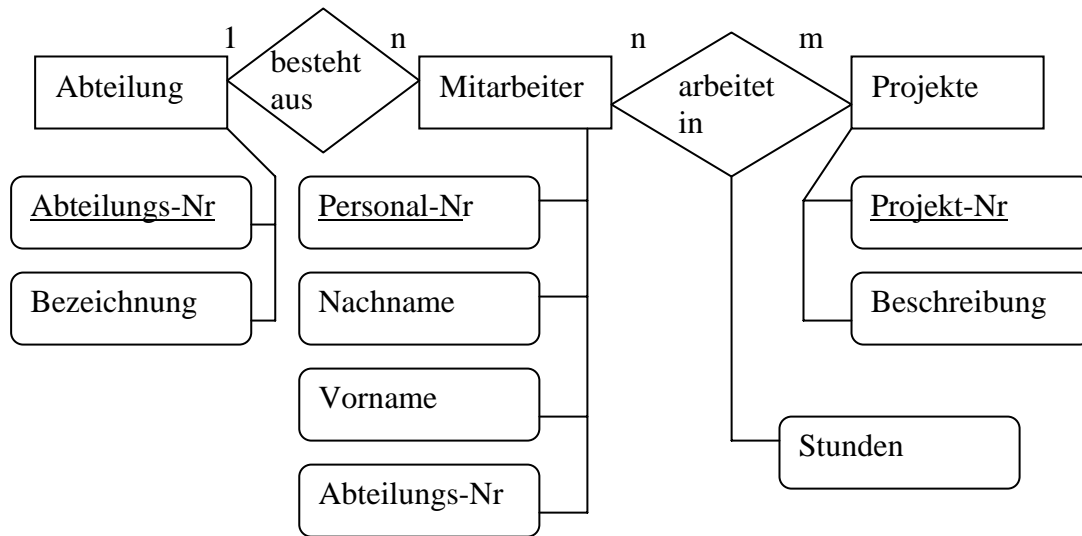 1
n
n
m
Abteilung
besteht
aus
Mitarbeiter
arbeitet
in
Projekte
Abteilungs-Nr
Personal-Nr
Projekt-Nr
Bezeichnung
Nachname
Beschreibung
Vorname
Stunden
Abteilungs-Nr